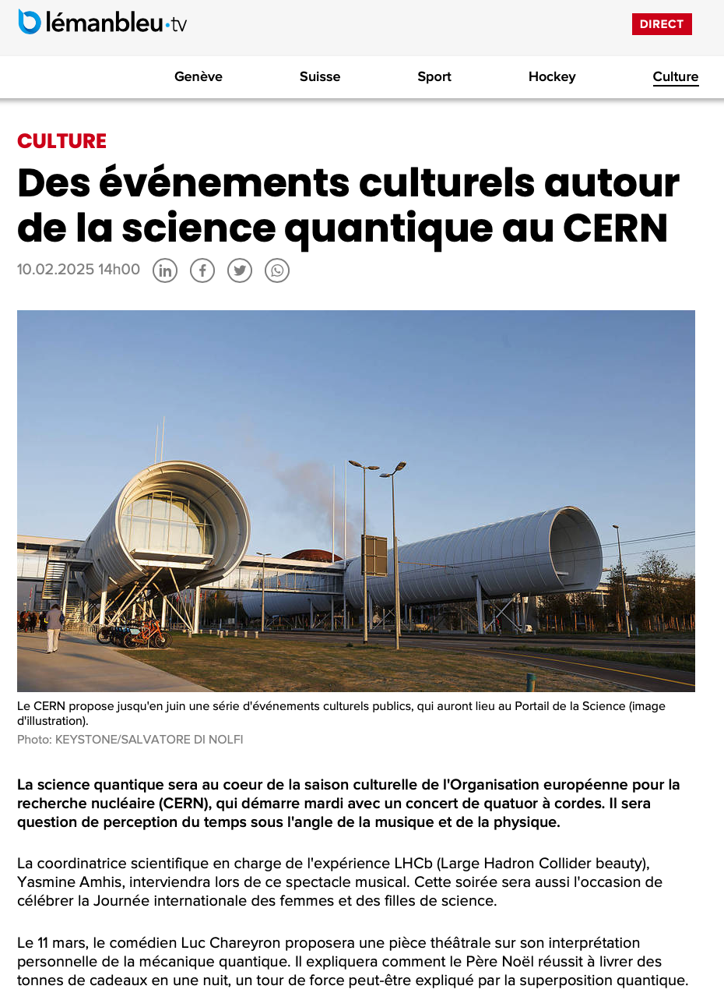 lémanbleu.tv
DIRECT
Genève
Suisse
Sport
Hockey
Culture
CULTURE
Des événements culturels autour
de la science quantique au CERN
10.02.2025 14h00
Le CERN propose jusqu'en juin une série d'événements culturels publics, qui auront lieu au Portail de la Science (image
d'illustration).
Photo: KEYSTONE/SALVATORE DI NOLFI
La science quantique sera au coeur de la saison culturelle de l'Organisation européenne pour la
recherche nucléaire (CERN), qui démarre mardi avec un concert de quatuor à cordes. Il sera
question de perception du temps sous l'angle de la musique et de la physique.
La coordinatrice scientifique en charge de l'expérience LHCb (Large Hadron Collider beauty),
Yasmine Amhis, interviendra lors de ce spectacle musical. Cette soirée sera aussi l'occasion de
célébrer la Journée internationale des femmes et des filles de science.
Le 11 mars, le comédien Luc Chareyron proposera une pièce théâtrale sur son interprétation
personnelle de la mécanique quantique. Il expliquera comment le Père Noël réussit à livrer des
tonnes de cadeaux en une nuit, un tour de force peut-être expliqué par la superposition quantique.